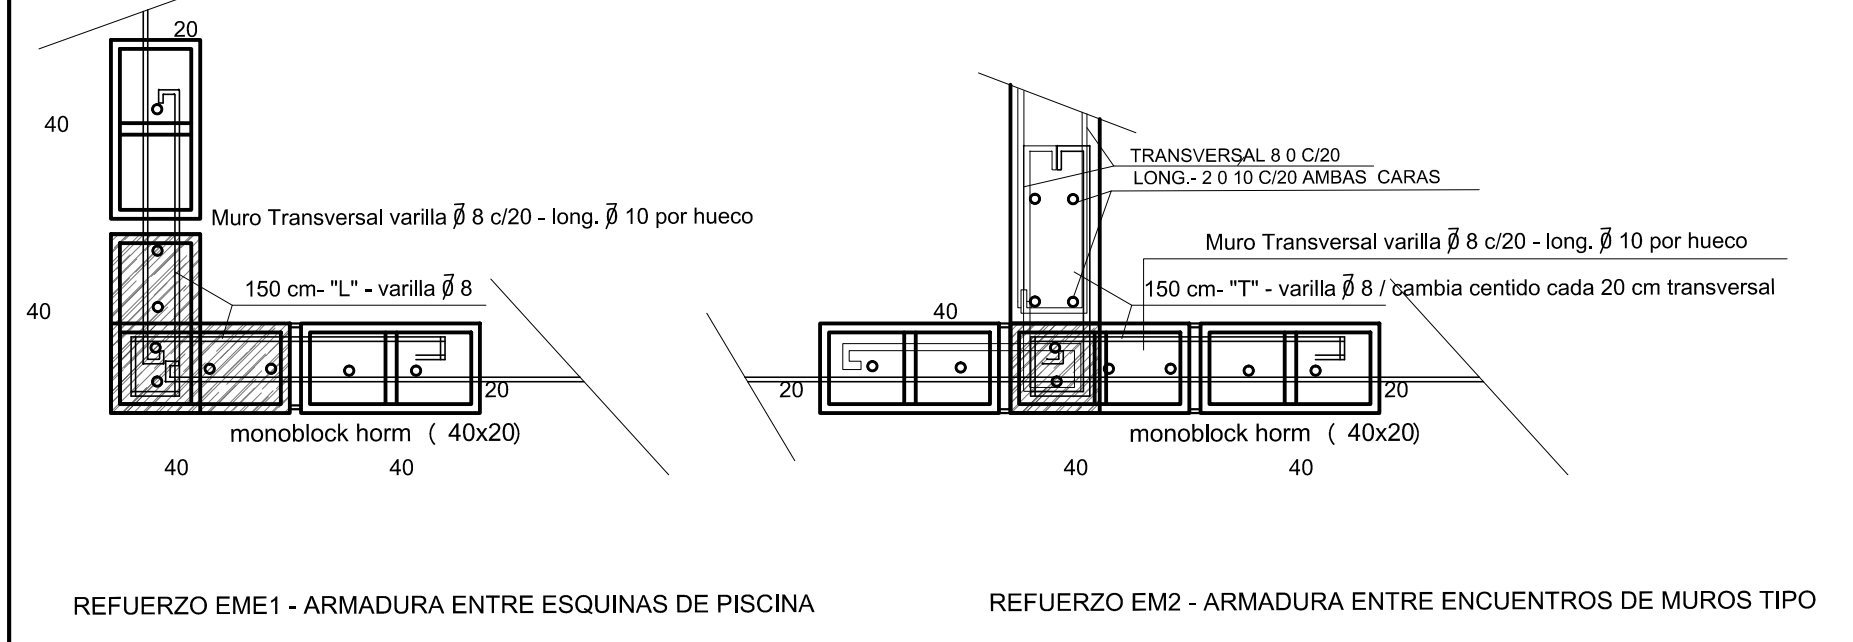 20
40
Muro Transversal varilla Ø 8 c/20 - long. Ø 10 por hueco
150 cm- "L" - varilla Ø 8
40
20
monoblock horm ( 40x20)
40
40
REFUERZO EME1 - ARMADURA ENTRE ESQUINAS DE PISCINA
TRANSVERSAL 8 0 C/20
LONG.- 2 0 10 C/20 AMBAS CARAS
Muro Transversal varilla Ø 8 c/20 - long. Ø 10 por hueco
150 cm- "T" - varilla Ø 8 / cambia centido cada 20 cm transversal
40
20
20
monoblock horm ( 40x20)
40
40
REFUERZO EM2 - ARMADURA ENTRE ENCUENTROS DE MUROS TIPO